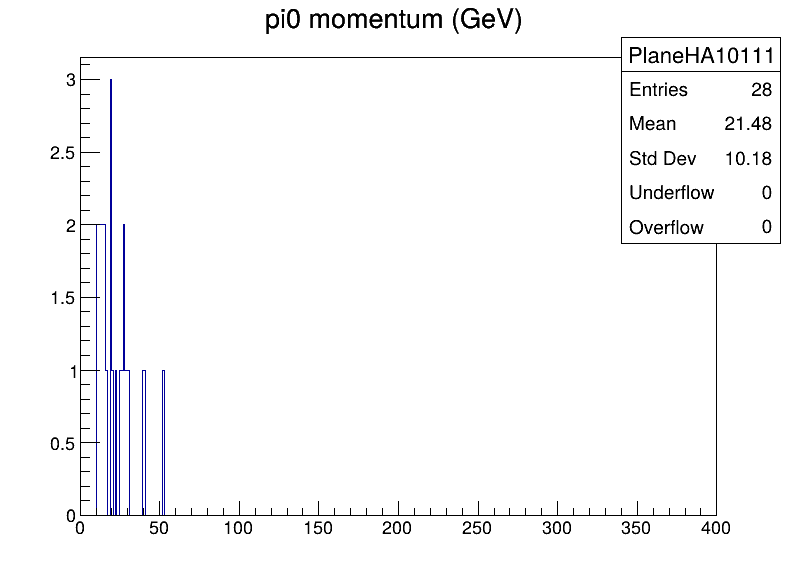 pi0 momentum (GeV)
PlaneHA10111
Entries 28
Mean 21.48
Std Dev 10.18
Underflow 0
Overflow 0
3
2.5
2
1.5
1
0.5
0
0 50 100 150 200 250 300 350 400